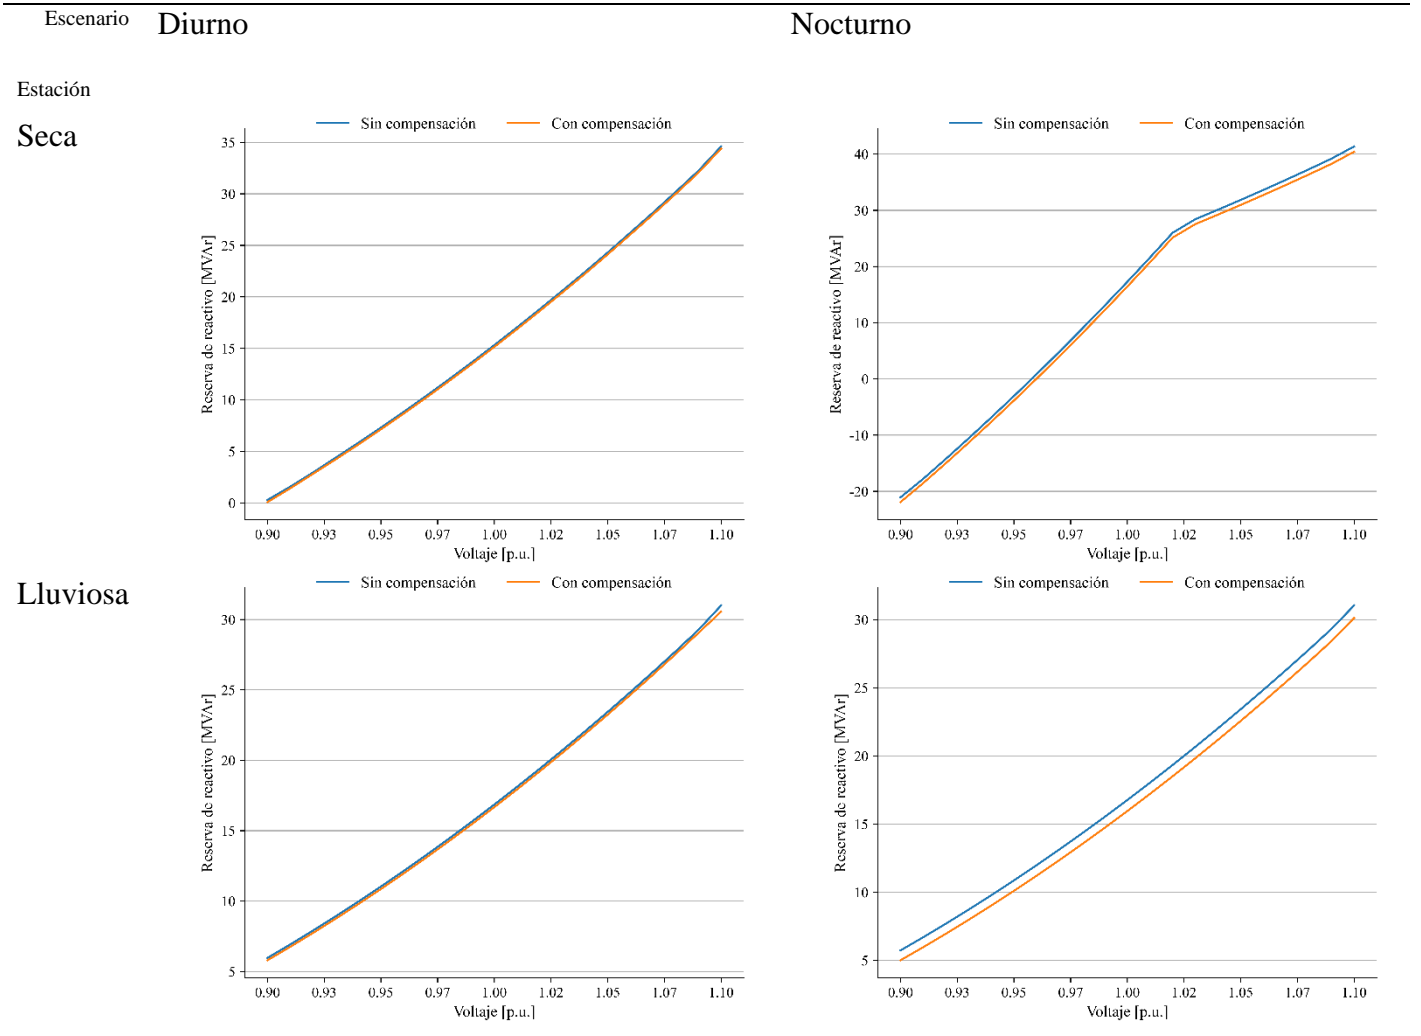 Escenario Diurno Nocturno
Estación
Seca
Sin compensación Con compensación
Reserva de reactivo [MVAr]
35
30
25
20
15
10
5
0
0.90 0.93 0.95 0.97 1.00 1.02 1.05 1.07 1.10
Voltaje [p.u.]
Sin compensación Con compensación
Reserva de reactivo [MVAr]
40
30
20
10
0
-10
-20
0.90 0.93 0.95 0.97 1.00 1.02 1.05 1.07 1.10
Voltaje [p.u.]
Lluviosa
Sin compensación Con compensación
Reserva de reactivo [MVAr]
30
25
20
15
10
5
0.90 0.93 0.95 0.97 1.00 1.02 1.05 1.07 1.10
Voltaje [p.u.]
Sin compensación Con compensación
Reserva de reactivo [MVAr]
30
25
20
15
10
5
0.90 0.93 0.95 0.97 1.00 1.02 1.05 1.07 1.10
Voltaje [p.u.]